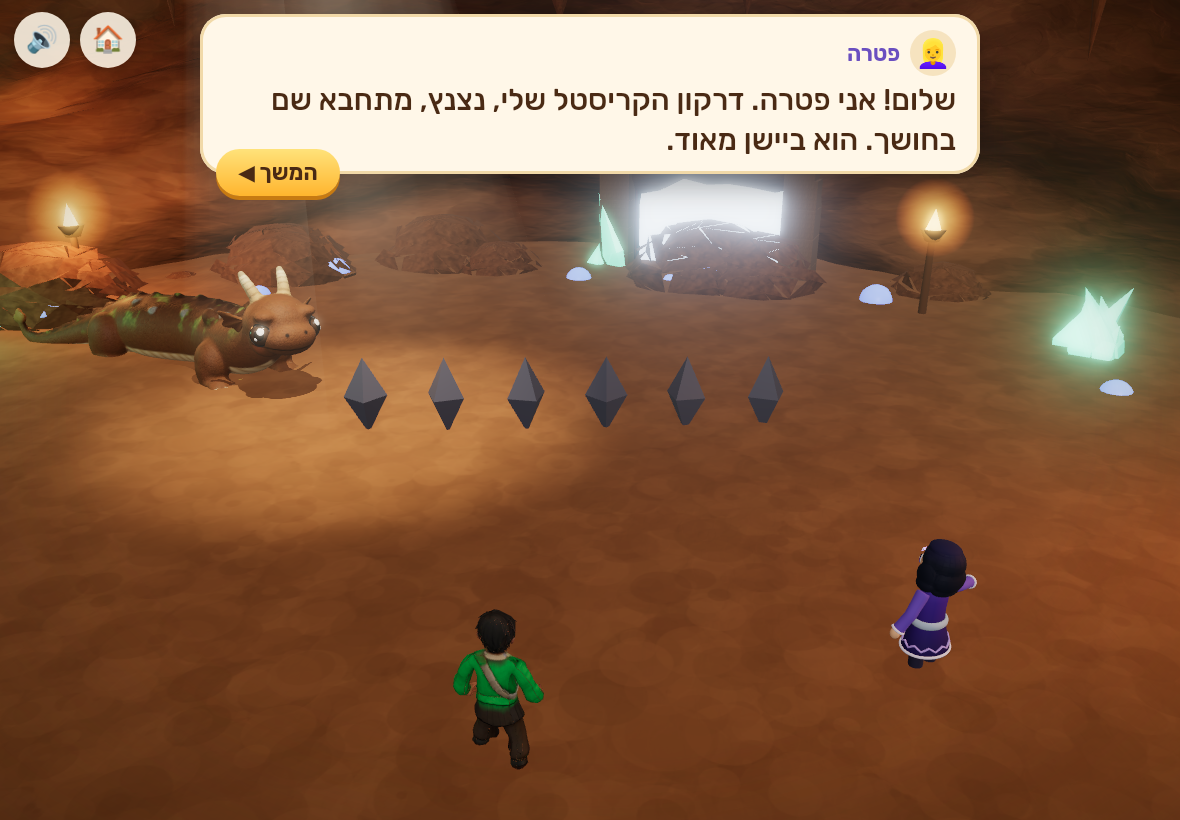 פטרה
שלום! אני פטרה. דרקון הקריסטל שלי, נצנץ, מתחבא שם
בחושך. הוא ביישן מאוד.
המשך ◀